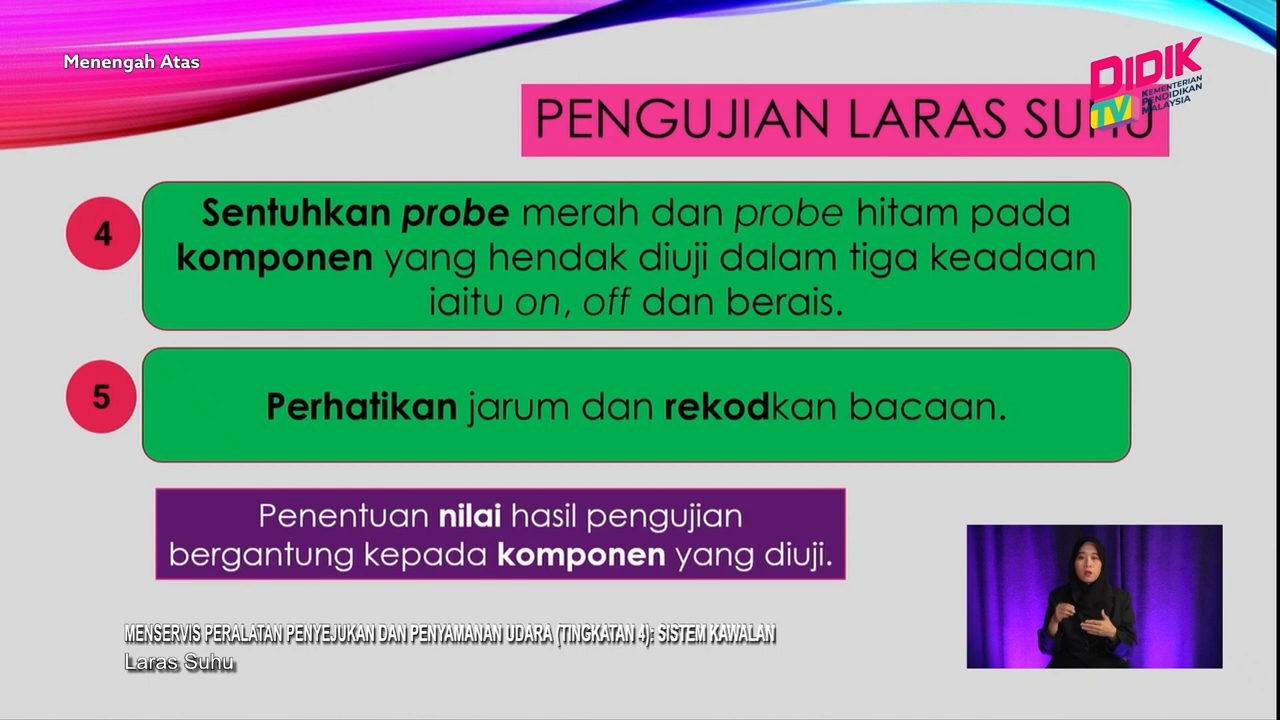 Menengah Atas
DIDIK
TV
KEMENTERIAN
PENDIDIKAN
MALAYSIA
PENGUJIAN LARAS SUHU
4
Sentuhkan probe merah dan probe hitam pada
komponen yang hendak diuji dalam tiga keadaan
iaitu on, off dan berais.
5
Perhatikan jarum dan rekodkan bacaan.
Penentuan nilai hasil pengujian
bergantung kepada komponen yang diuji.
MENSERVIS PERALATAN PENYEJUKAN DAN PENYAMANAN UDARA (TINGKATAN 4): SISTEM KAWALAN
Laras Suhu